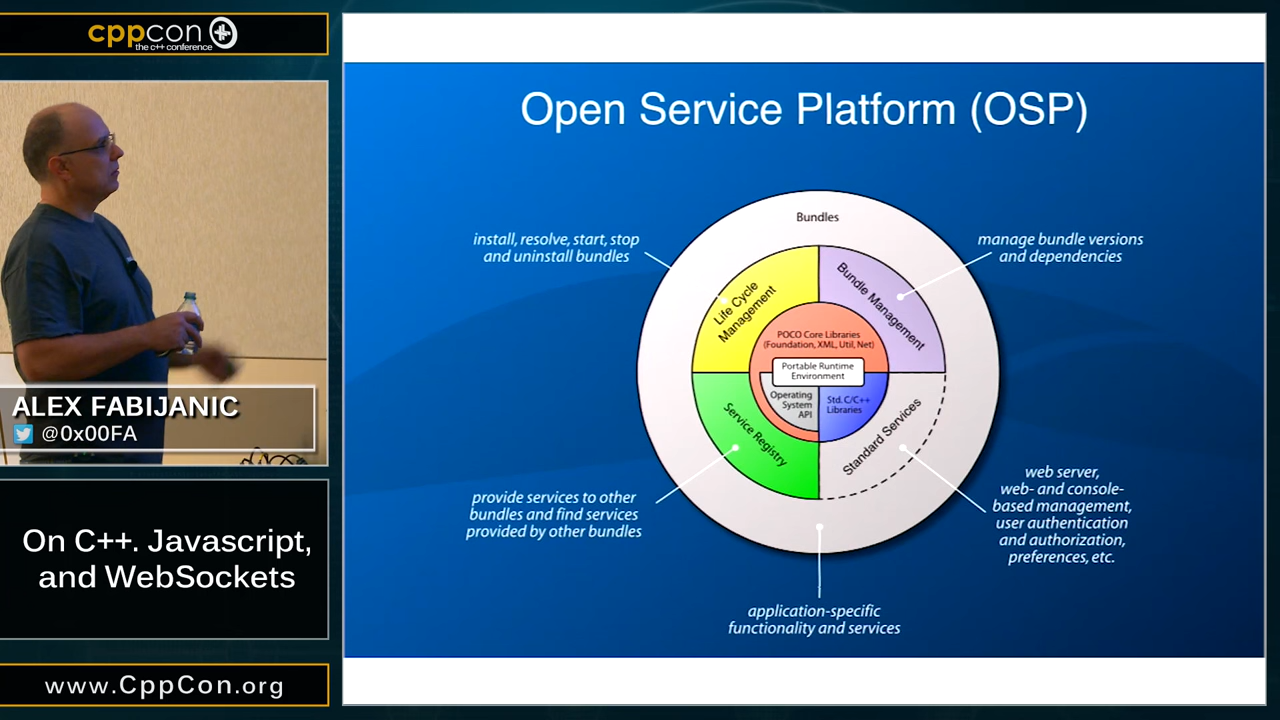 cppcon
the c++ conference
ALEX FABIJANIC
@0x00FA
On C++. Javascript,
and WebSockets
www.CppCon.org
Open Service Platform (OSP)
Bundles
install, resolve, start, stop
and uninstall bundles
manage bundle versions
and dependencies
Life Cycle
Management
Bundle Management
POCO Core Libraries
(Foundation, XML, Util, Net)
Portable Runtime
Environment
Operating
System
API
Std. C/C++
Libraries
Service Registry
Standard Services
provide services to other
bundles and find services
provided by other bundles
web server,
web- and console-
based management,
user authentication
and authorization,
preferences, etc.
application-specific
functionality and services